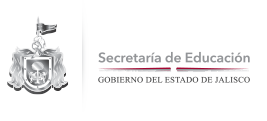 Secretaría de Educación
GOBIERNO DEL ESTADO DE JALISCO